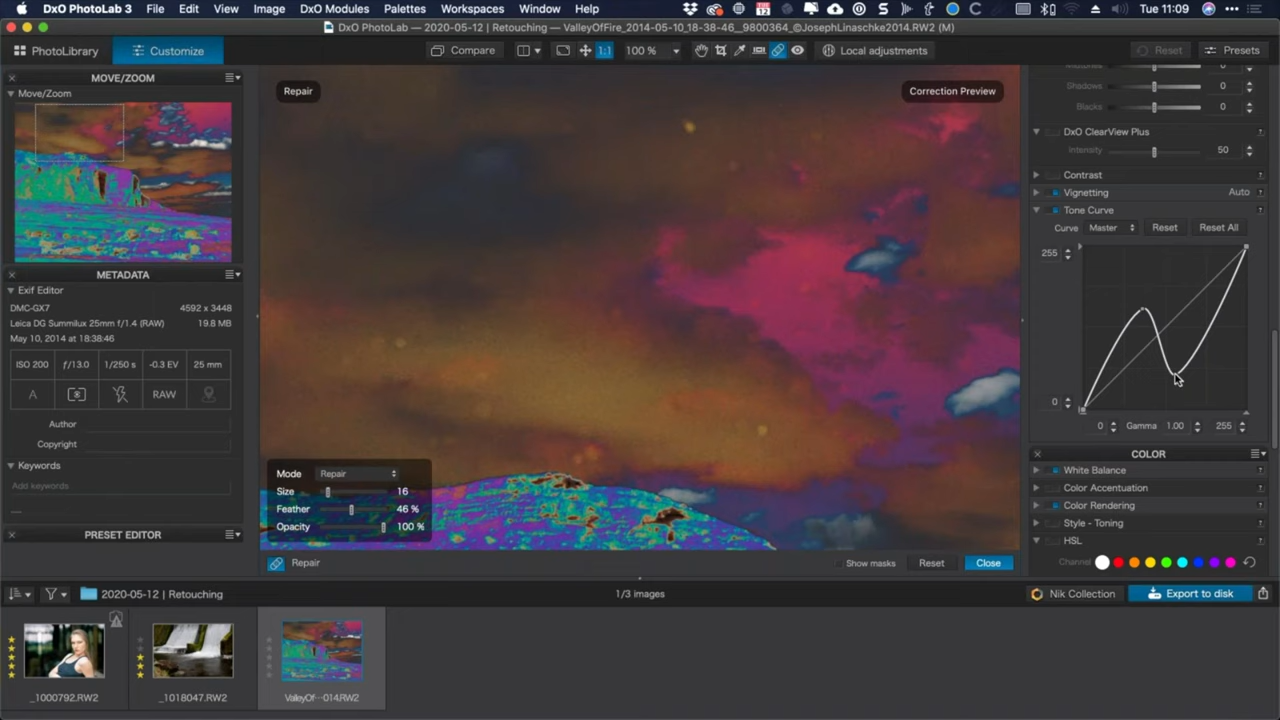 DxO PhotoLab 3 File Edit View Image DxO Modules Palettes Workspaces Window Help Tue 11:09
DxO PhotoLab — 2020-05-12 | Retouching — ValleyOfFire_2014-05-10_18-38-46__9800364_©JosephLinaschke2014.RW2 (M)
PhotoLibrary Customize Compare 1:1 100 % Local adjustments Reset Presets
MOVE/ZOOM
Move/Zoom
METADATA
Exif Editor
DMC-GX7 4592 x 3448
Leica DG Summilux 25mm f/1.4 (RAW) 19.8 MB
May 10, 2014 at 18:38:46
ISO 200 ƒ/13.0 1/250 s -0.3 EV 25 mm
A RAW
Author
Copyright
Keywords
Add keywords
PRESET EDITOR
Repair Correction Preview
Mode Repair
Size 16
Feather 46 %
Opacity 100 %
Repair Show masks Reset Close
Midtones 0
Shadows 0
Blacks 0
DxO ClearView Plus
Intensity 50
Contrast
Vignetting Auto
Tone Curve
Curve Master Reset Reset All
255
0
0 Gamma 1.00 255
COLOR
White Balance
Color Accentuation
Color Rendering
Style - Toning
HSL
Channel
2020-05-12 | Retouching 1/3 images Nik Collection Export to disk
_1000792.RW2 _1018047.RW2 ValleyOf···014.RW2